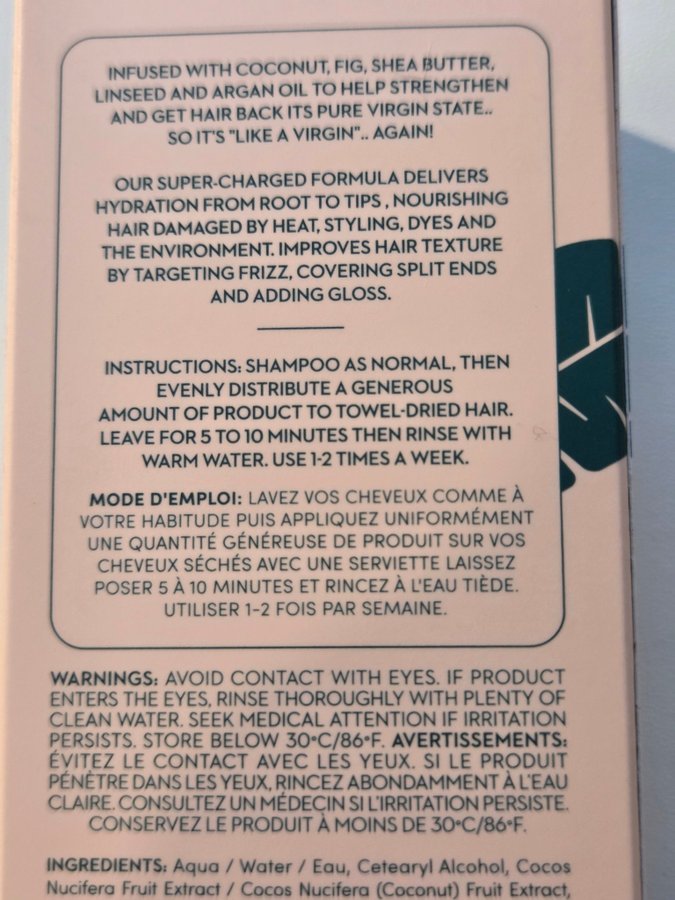 INFUSED WITH COCONUT, FIG, SHEA BUTTER,
LINSEED AND ARGAN OIL TO HELP STRENGTHEN
AND GET HAIR BACK ITS PURE VIRGIN STATE..
SO IT'S "LIKE A VIRGIN".. AGAIN!
OUR SUPER-CHARGED FORMULA DELIVERS
HYDRATION FROM ROOT TO TIPS , NOURISHING
HAIR DAMAGED BY HEAT, STYLING, DYES AND
THE ENVIRONMENT. IMPROVES HAIR TEXTURE
BY TARGETING FRIZZ, COVERING SPLIT ENDS
AND ADDING GLOSS.
INSTRUCTIONS: SHAMPOO AS NORMAL, THEN
EVENLY DISTRIBUTE A GENEROUS
AMOUNT OF PRODUCT TO TOWEL-DRIED HAIR.
LEAVE FOR 5 TO 10 MINUTES THEN RINSE WITH
WARM WATER. USE 1-2 TIMES A WEEK.
MODE D'EMPLOI: LAVEZ VOS CHEVEUX COMME À
VOTRE HABITUDE PUIS APPLIQUEZ UNIFORMÉMENT
UNE QUANTITÉ GÉNÉREUSE DE PRODUIT SUR VOS
CHEVEUX SÉCHÉS AVEC UNE SERVIETTE LAISSEZ
POSER 5 À 10 MINUTES ET RINCEZ À L'EAU TIÈDE.
UTILISER 1-2 FOIS PAR SEMAINE.
WARNINGS: AVOID CONTACT WITH EYES. IF PRODUCT
ENTERS THE EYES, RINSE THOROUGHLY WITH PLENTY OF
CLEAN WATER. SEEK MEDICAL ATTENTION IF IRRITATION
PERSISTS. STORE BELOW 30°C/86°F. AVERTISSEMENTS:
ÉVITEZ LE CONTACT AVEC LES YEUX. SI LE PRODUIT
PÉNÈTRE DANS LES YEUX, RINCEZ ABONDAMMENT À L'EAU
CLAIRE. CONSULTEZ UN MÉDECIN SI L'IRRITATION PERSISTE.
CONSERVEZ LE PRODUIT À MOINS DE 30°C/86°F.
INGREDIENTS: Aqua / Water / Eau, Cetearyl Alcohol, Cocos
Nucifera Fruit Extract / Cocos Nucifera (Coconut) Fruit Extract,